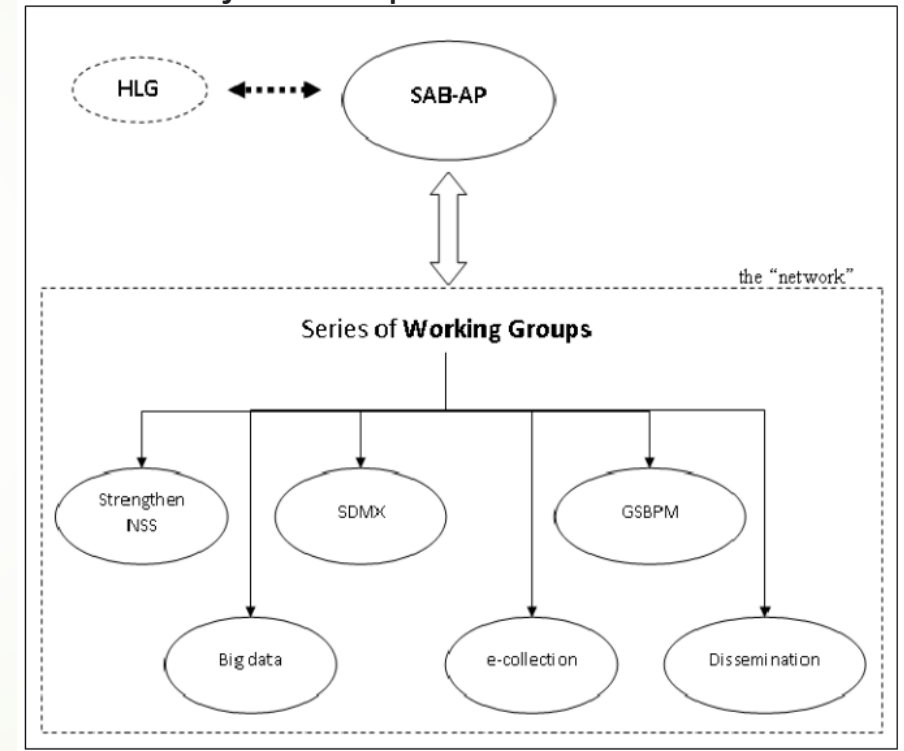 HLG
SAB-AP
the “network”
Series of Working Groups
Strengthen
NSS
SDMX
GSBPM
Big data
e-collection
Dissemination